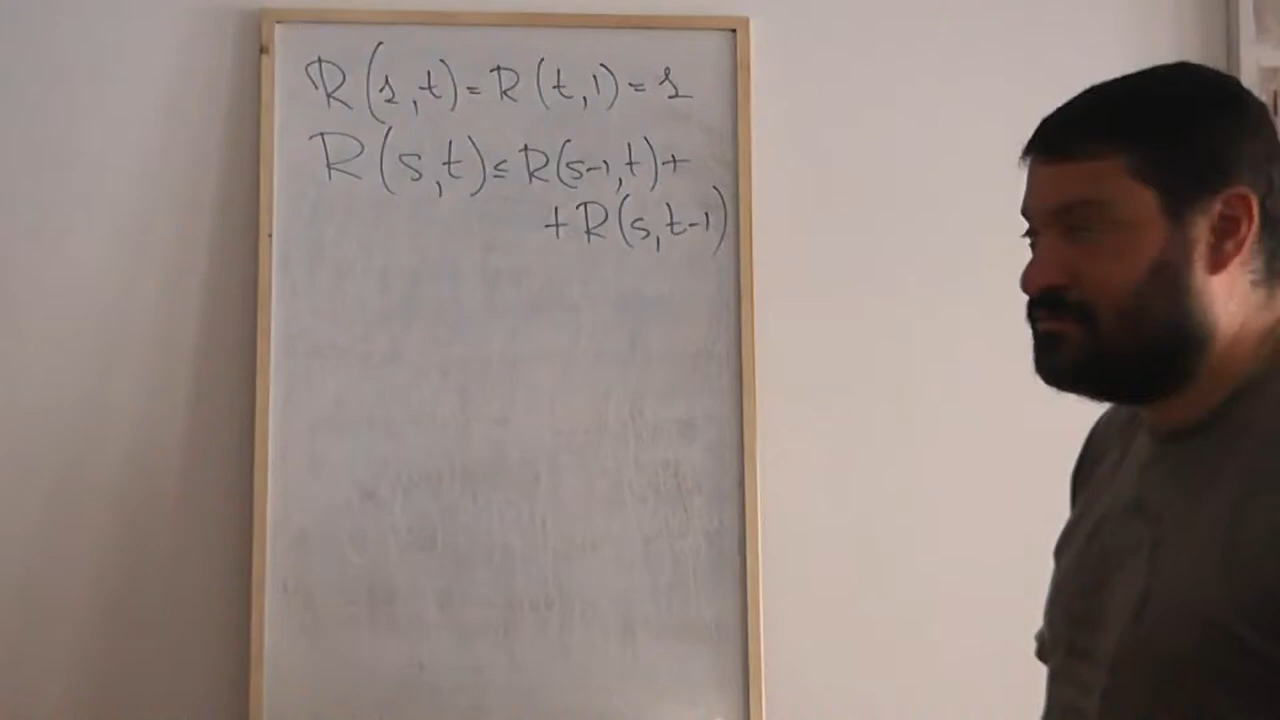 R(1,t)=R(t,1)=1
R(s,t)≤R(s-1,t)+
+R(s,t-1)